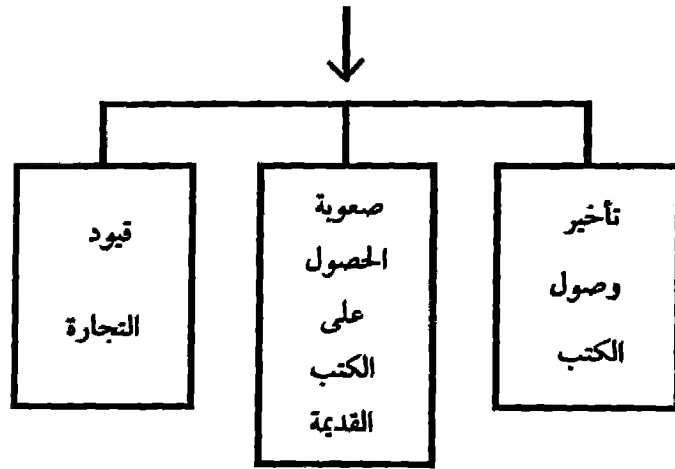 تأخير
وصول
الكتب
صعوبة
الحصول
على
الكتب
القديمة
قيود
التجارة